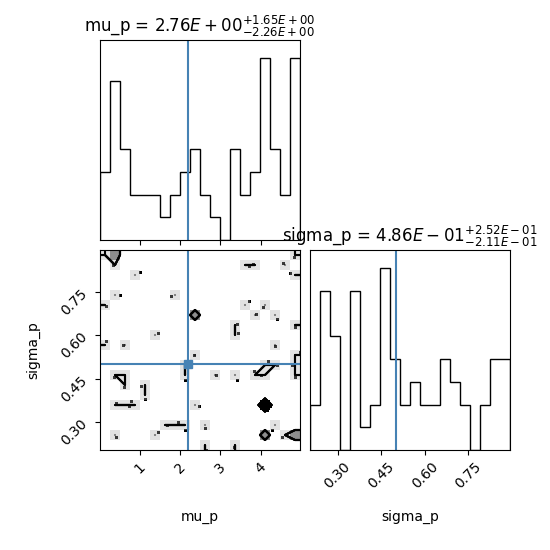 mu_p = 2.76E + 00 +1.65E+00 −2.26E+00
sigma_p = 4.86E − 01 +2.52E−01 −2.11E−01
0.75
0.60
0.45
0.30
sigma_p
1 2 3 4
0.30 0.45 0.60 0.75
mu_p
sigma_p